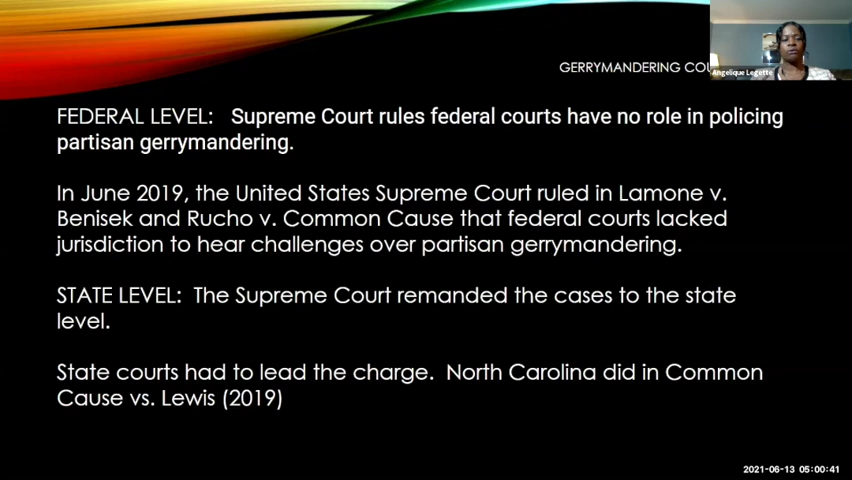 GERRYMANDERING
Angelique Legette
FEDERAL LEVEL: Supreme Court rules federal courts have no role in policing
partisan gerrymandering.
In June 2019, the United States Supreme Court ruled in Lamone v.
Benisek and Rucho v. Common Cause that federal courts lacked
jurisdiction to hear challenges over partisan gerrymandering.
STATE LEVEL: The Supreme Court remanded the cases to the state
level.
State courts had to lead the charge. North Carolina did in Common
Cause vs. Lewis (2019)
2021-06-13 05:00:41